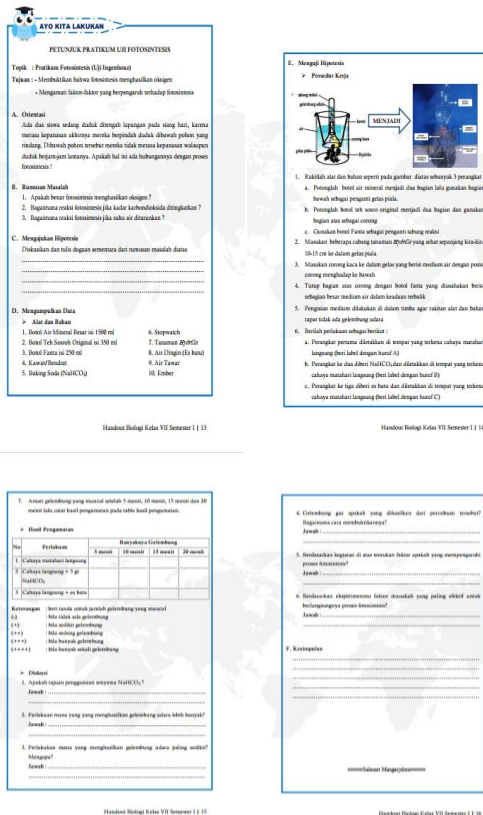 AYO KITA LAKUKAN
PETUNJUK PRATIKUM UJI FOTOSINTESIS
Topik : Pratikum Fotosintesis (Uji Ingenhouz)
Tujuan : - Membuktikan bahwa fotosintesis menghasilkan oksigen
- Mengamati faktor-faktor yang berpengaruh terhadap fotosintesis
A. Orientasi
Ada dua siswa sedang duduk ditengah lapangan pada siang hari, karena
merasa kepanasan akhirnya mereka berpindah duduk dibawah pohon yang
rindang. Dibawah pohon tersebut mereka tidak merasa kepanasan walaupun
duduk berjam-jam lamanya. Apakah hal ini ada hubungannya dengan proses
fotosintesis !
B. Rumusan Masalah
1. Apakah benar fotosintesis menghasilkan oksigen ?
2. Bagaimana reaksi fotosintesis jika kadar karbondioksida ditingkatkan ?
3. Bagaimana reaksi fotosintesis jika suhu air diturunkan ?
C. Mengajukan Hipotesis
Diskusikan dan tulis dugaan sementara dari rumusan masalah diatas
D. Mengumpulkan Data
Alat dan Bahan
1. Botol Air Mineral Besar isi 1500 ml
2. Botol Teh Sosroh Original isi 350 ml
3. Botol Fanta isi 250 ml
4. Kawat/Bendrat
5. Baking Soda (NaHCO3)
6. Stopwatch
7. Tanaman Hydrilla
8. Air Dingin (Es batu)
9. Air Tawar
10. Ember
Handout Biologi Kelas VII Semester I | 13
E. Menguji Hipotesis
Prosedur Kerja
tabung reaksi
gelembung udara
kawat
air
corong kaca
gelas piala
Hydrilla
MENJADI
1. Rakitlah alat dan bahan seperti pada gambar diatas sebanyak 3 perangkat
a. Potonglah botol air mineral menjadi dua bagian lalu gunakan bagian
bawah sebagai penganti gelas piala.
b. Potonglah botol teh sosro original menjadi dua bagian dan gunakan
bagian atas sebagai corong
c. Gunakan botol Fanta sebagai penganti tabung reaksi
2. Masukan beberapa cabang tanaman Hydrilla yang sehat sepanjang kira-kira
10-15 cm ke dalam gelas piala
3. Masukan corong kaca ke dalam gelas yang berisi medium air dengan posisi
corong menghadap ke bawah
4. Tutup bagian atas corong dengan botol fanta yang diusahakan beris
sebagian besar medium air dalam keadaan terbalik
5. Pengisian medium dilakukan di dalam timba agar rakitan alat dan bahan
rapat tidak ada gelembung udara
6. Berilah perlakuan sebagai berikut :
a. Perangkat pertama diletakkan di tempat yang terkena cahaya matahari
langsung (beri label dengan huruf A)
b. Perangkat ke dua diberi NaHCO3 dan diletakkan di tempat yang terkena
cahaya matahari langsung (beri label dengan huruf B)
c. Perangkat ke tiga diberi es batu dan diletakkan di tempat yang terkena
cahaya matahari langsung (beri label dengan huruf C)
Handout Biologi Kelas VII Semester I | 14
7. Amati gelembung yang muncul setelah 5 menit, 10 menit, 15 menit dan 20
menit lalu catat hasil pengamatan pada table hasil pengamatan.
Hasil Pengamatan
No Perlakuan Banyaknya Gelembung
5 menit 10 menit 15 menit 20 menit
1 Cahaya matahari langsung
2 Cahaya langsung + 5 gr
NaHCO3
3 Cahaya langsung + es batu
Keterangan : beri tanda untuk jumlah gelembung yang muncul
(-) : bila tidak ada gelembung
(+) : bila sedikit gelembung
(++) : bila sedang gelembung
(+++) : bila banyak gelembung
(++++) : bila banyak sekali gelembung
Diskusi
1. Apakah tujuan penggunaan senyawa NaHCO3 ?
Jawab :
2. Perlakuan mana yang yang menghasilkan gelembung udara lebih banyak?
Jawab :
3. Perlakukan mana yang menghasilkan gelembung udara paling sedikit?
Mengapa?
Jawab :
Handout Biologi Kelas VII Semester I | 15
4. Gelembung gas apakah yang dihasilkan dari percobaan tersebut?
Bagaimana cara membuktikannya?
Jawab :
5. Berdasarkan kegiatan di atas tentukan faktor apakah yang mempengaruhi
proses fotosintesis?
Jawab :
6. Berdasarkan eksperimenmu faktor manakah yang paling efektif untuk
berlangsungnya proses fotosintesis?
Jawab :
F. Kesimpulan
=====Selamat Mengerjakan=====
Handout Biologi Kelas VII Semester I | 16